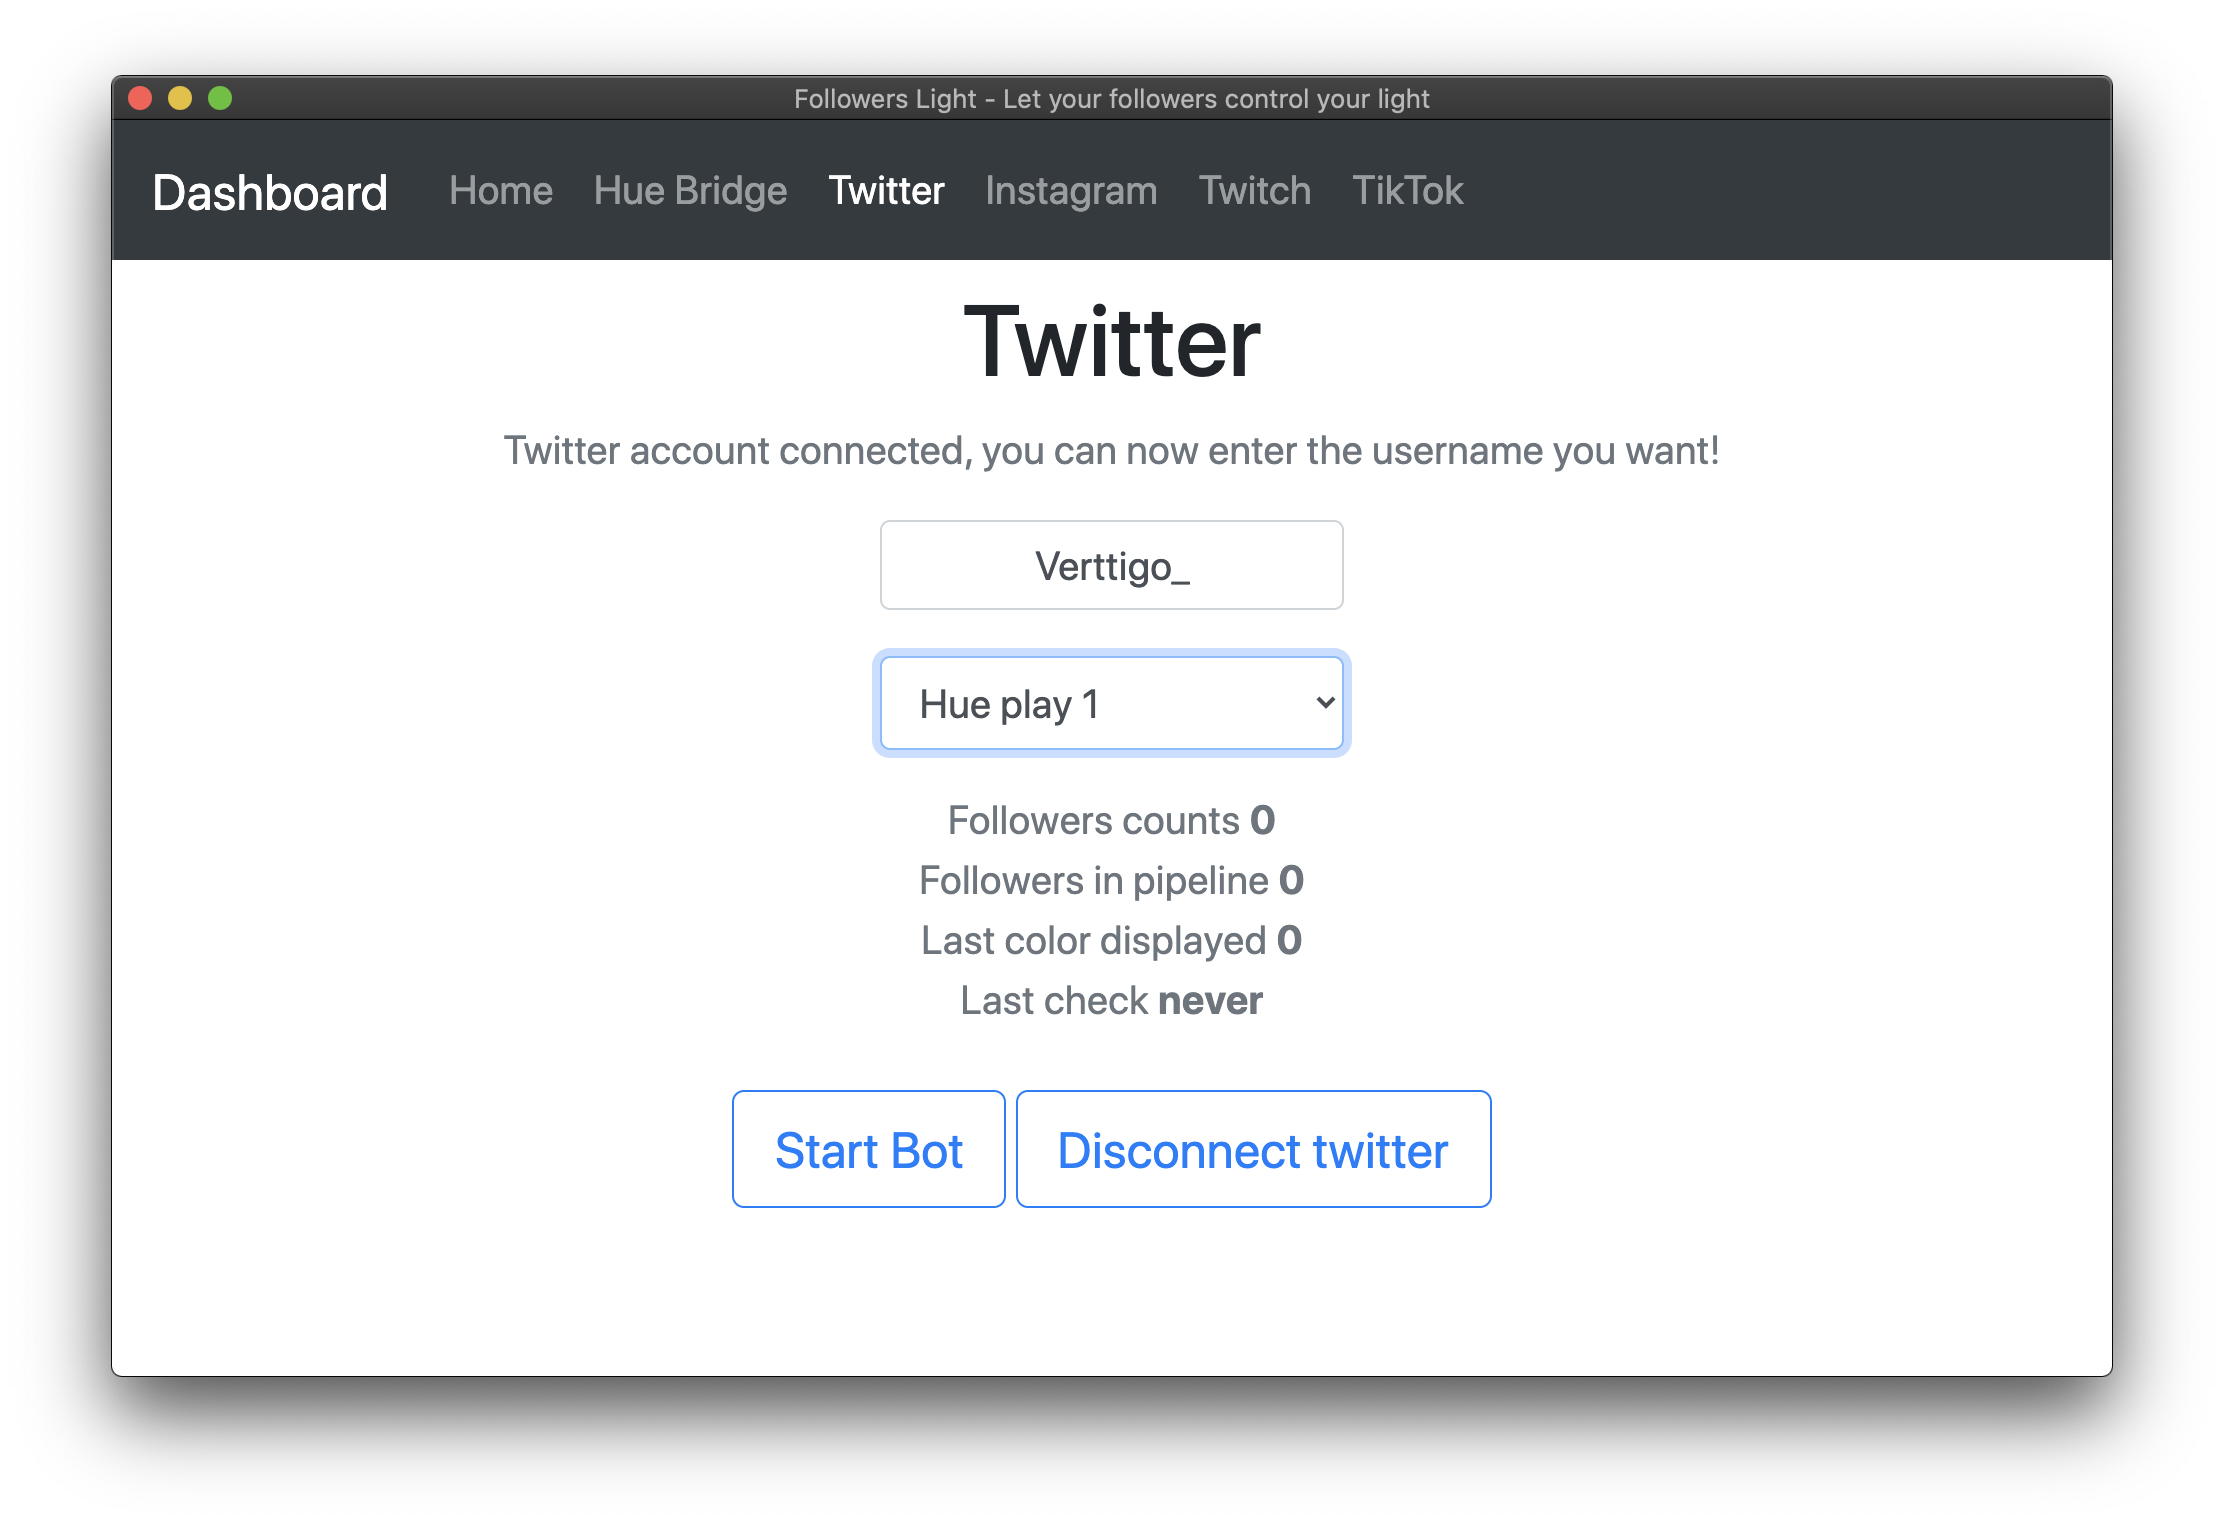 Followers Light - Let your followers control your light
Dashboard Home Hue Bridge Twitter Instagram Twitch TikTok
Twitter
Twitter account connected, you can now enter the username you want!
Verttigo_
Hue play 1
Followers counts 0
Followers in pipeline 0
Last color displayed 0
Last check never
Start Bot Disconnect twitter